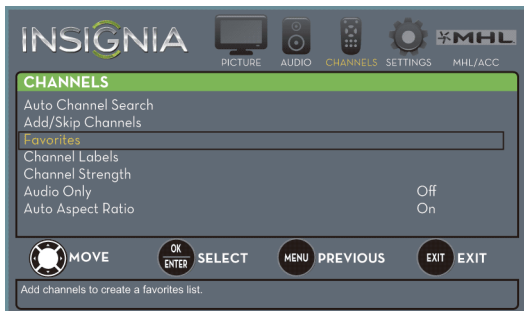 INSIGNIA
PICTURE AUDIO CHANNELS SETTINGS MHL MHL/ACC
CHANNELS
Auto Channel Search
Add/Skip Channels
Favorites
Channel Labels
Channel Strength
Audio Only Off
Auto Aspect Ratio On
MOVE OK ENTER SELECT MENU PREVIOUS EXIT EXIT
Add channels to create a favorites list.